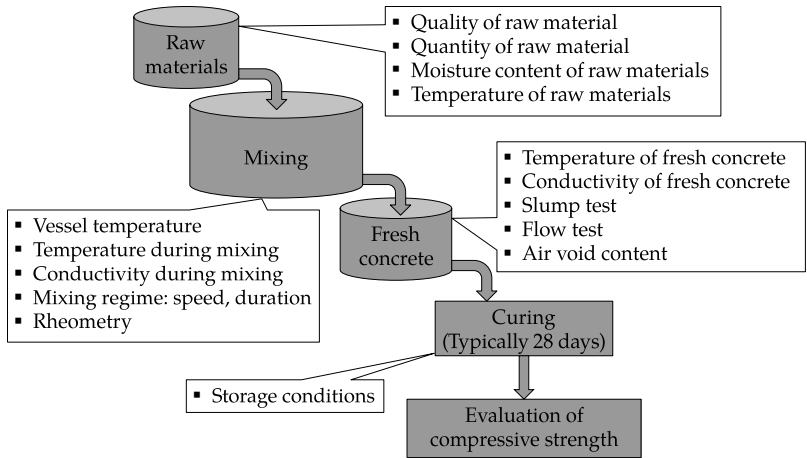 Raw
materials
▪ Quality of raw material
▪ Quantity of raw material
▪ Moisture content of raw materials
▪ Temperature of raw materials
Mixing
▪ Temperature of fresh concrete
▪ Conductivity of fresh concrete
▪ Slump test
▪ Flow test
▪ Air void content
▪ Vessel temperature
▪ Temperature during mixing
▪ Conductivity during mixing
▪ Mixing regime: speed, duration
▪ Rheometry
Fresh
concrete
Curing
(Typically 28 days)
▪ Storage conditions
Evaluation of
compressive strength